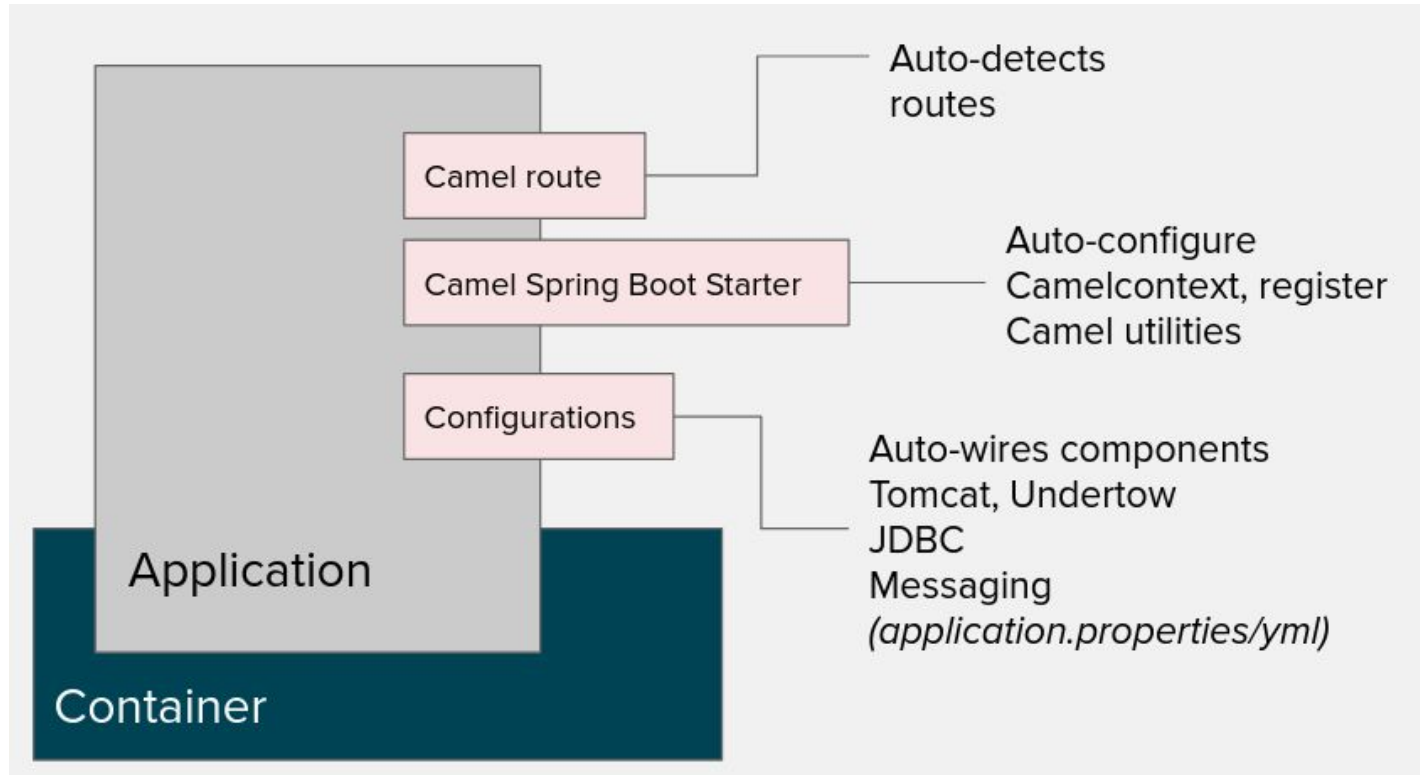 Auto-detects
routes
Camel route
Camel Spring Boot Starter
Auto-configure
Camelcontext, register
Camel utilities
Configurations
Auto-wires components
Tomcat, Undertow
JDBC
Messaging
(application.properties/yml)
Application
Container